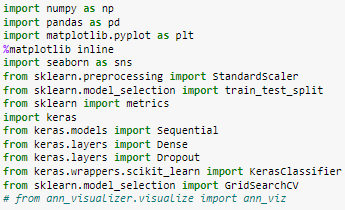 import numpy as np
import pandas as pd
import matplotlib.pyplot as plt
%matplotlib inline
import seaborn as sns
from sklearn.preprocessing import StandardScaler
from sklearn.model_selection import train_test_split
from sklearn import metrics
import keras
from keras.models import Sequential
from keras.layers import Dense
from keras.layers import Dropout
from keras.wrappers.scikit_learn import KerasClassifier
from sklearn.model_selection import GridSearchCV
# from ann_visualizer.visualize import ann_viz